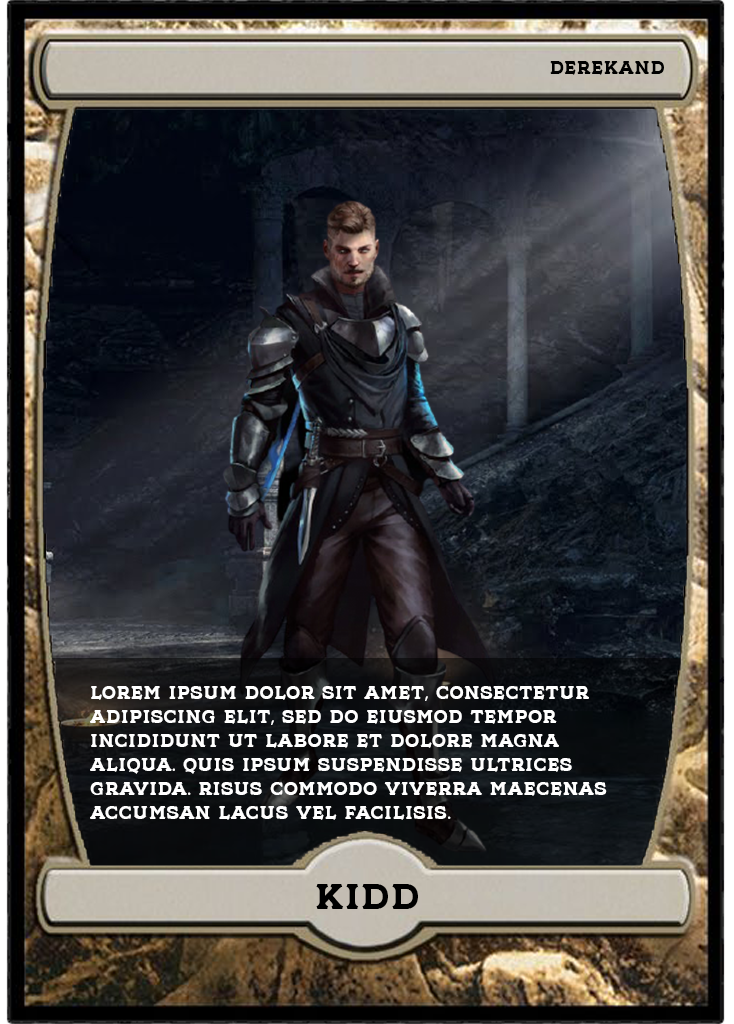 DEREKAND
LOREM IPSUM DOLOR SIT AMET, CONSECTETUR
ADIPISCING ELIT, SED DO EIUSMOD TEMPOR
INCIDIDUNT UT LABORE ET DOLORE MAGNA
ALIQUA. QUIS IPSUM SUSPENDISSE ULTRICES
GRAVIDA. RISUS COMMODO VIVERRA MAECENAS
ACCUMSAN LACUS VEL FACILISIS.
KIDD